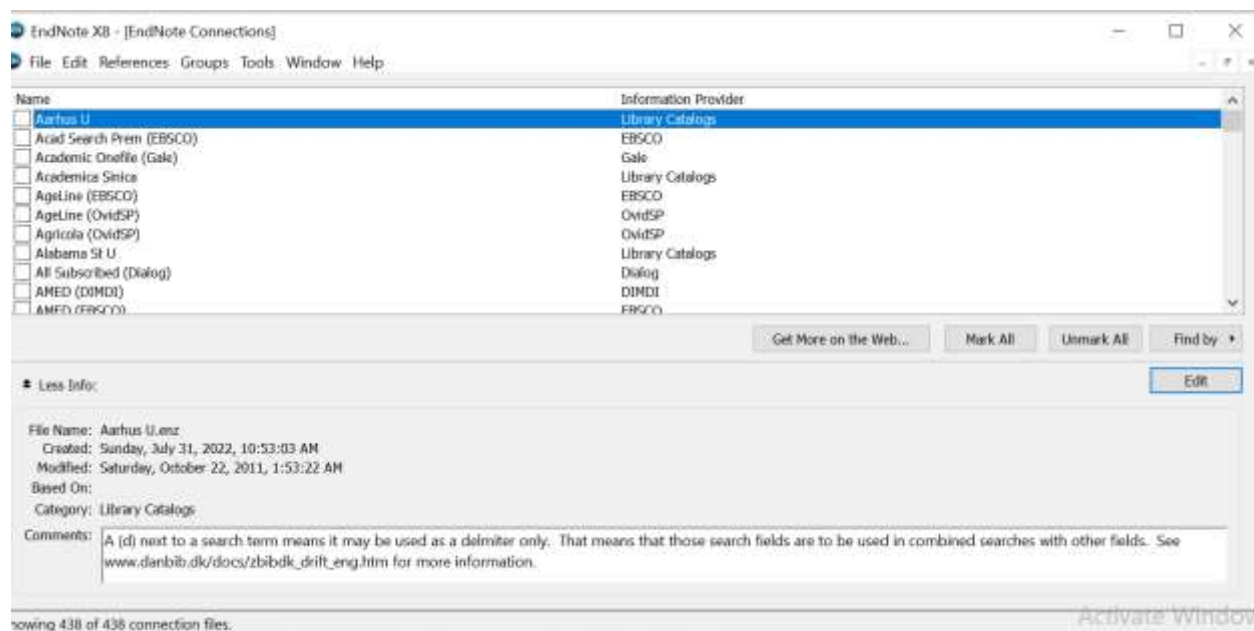 EndNote X8 - [EndNote Connections]
File Edit References Groups Tools Window Help
Name Information Provider
Aarhus U Library Catalogs
Acad Search Prem (EBSCO) EBSCO
Academic Onefile (Gale) Gale
Academica Sinica Library Catalogs
AgeLine (EBSCO) EBSCO
AgeLine (OvidSP) OvidSP
Agricola (OvidSP) OvidSP
Alabama St U Library Catalogs
All Subscribed (Dialog) Dialog
AMED (DIMDI) DIMDI
AMED (EBSCO) EBSCO
Get More on the Web... Mark All Unmark All Find by
Less Info: Edit
File Name: Aarhus U.enz
Created: Sunday, July 31, 2022, 10:53:03 AM
Modified: Saturday, October 22, 2011, 1:53:22 AM
Based On:
Category: Library Catalogs
Comments: A (d) next to a search term means it may be used as a delmiter only. That means that those search fields are to be used in combined searches with other fields. See
www.danbib.dk/docs/zbibdk_drift_eng.htm for more information.
Activate Window
howing 438 of 438 connection files.